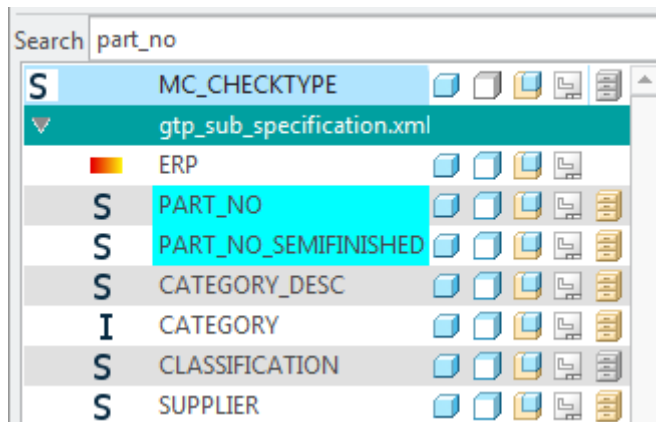 Search part_no
S MC_CHECKTYPE
gtp_sub_specification.xml
ERP
S PART_NO
S PART_NO_SEMIFINISHED
S CATEGORY_DESC
I CATEGORY
S CLASSIFICATION
S SUPPLIER